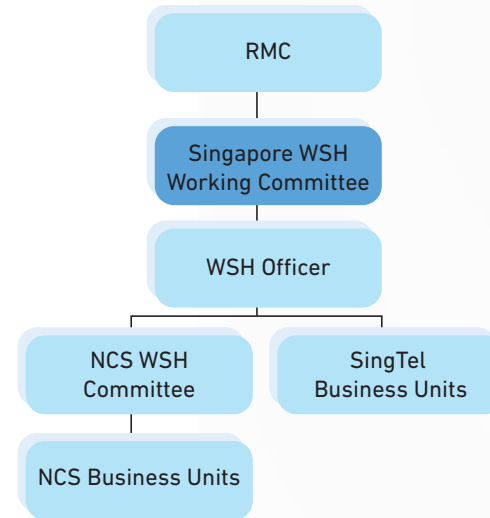 RMC
Singapore WSH
Working Committee
WSH Officer
NCS WSH
Committee
SingTel
Business Units
NCS Business Units